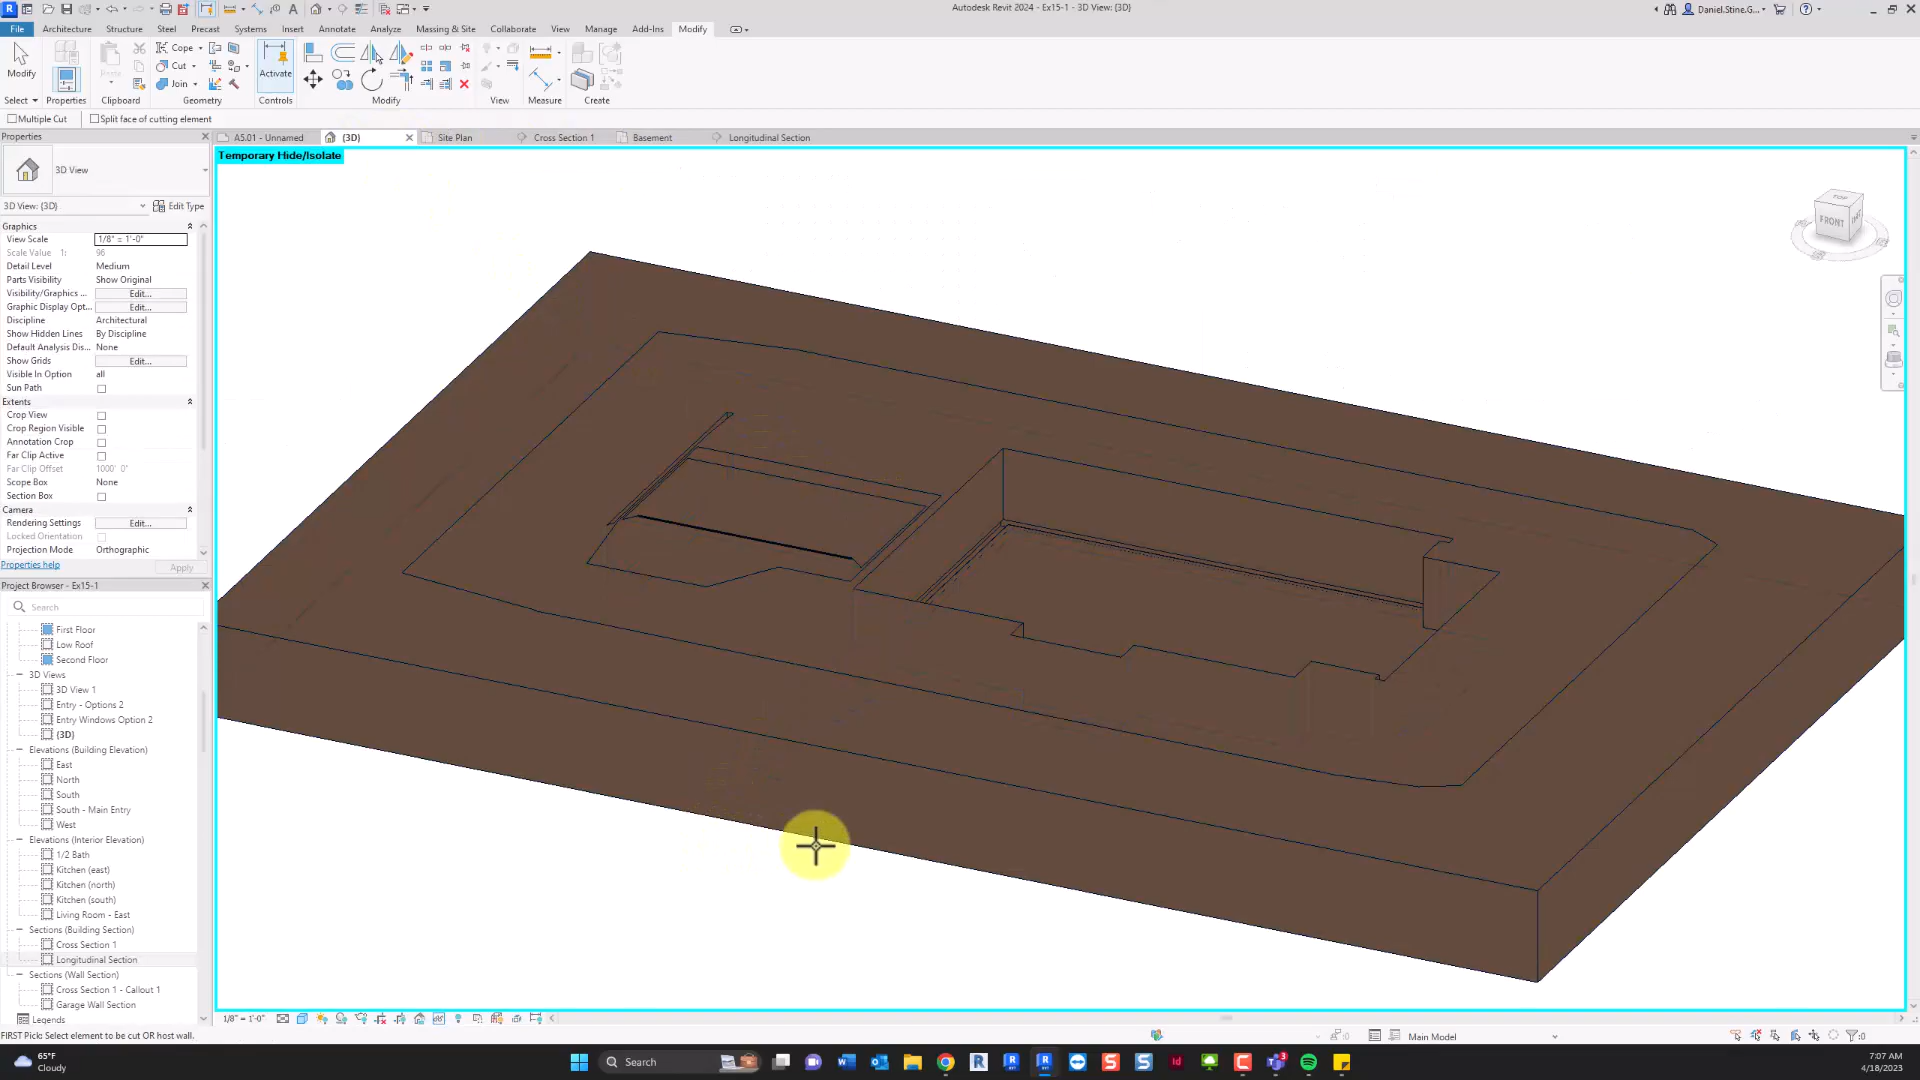 Autodesk Revit 2024 - Ex15-1 - 3D View: {3D}
Daniel.Stine.G...
File Architecture Structure Steel Precast Systems Insert Annotate Analyze Massing & Site Collaborate View Manage Add-Ins Modify
Modify Paste Cope Cut Join Activate
Select Properties Clipboard Geometry Controls Modify View Measure Create
Multiple Cut Split face of cutting element
Properties
A5.01 - Unnamed {3D} Site Plan Cross Section 1 Basement Longitudinal Section
Temporary Hide/Isolate
3D View
3D View: {3D} Edit Type
Graphics
View Scale 1/8" = 1'-0"
Scale Value 1: 96
Detail Level Medium
Parts Visibility Show Original
Visibility/Graphics ... Edit...
Graphic Display Opt... Edit...
Discipline Architectural
Show Hidden Lines By Discipline
Default Analysis Dis... None
Show Grids Edit...
Visible In Option all
Sun Path
Extents
Crop View
Crop Region Visible
Annotation Crop
Far Clip Active
Far Clip Offset 1000' 0"
Scope Box None
Section Box
Camera
Rendering Settings Edit...
Locked Orientation
Projection Mode Orthographic
Properties help Apply
Project Browser - Ex15-1
Search
First Floor
Low Roof
Second Floor
3D Views
3D View 1
Entry - Options 2
Entry Windows Option 2
{3D}
Elevations (Building Elevation)
East
North
South
South - Main Entry
West
Elevations (Interior Elevation)
1/2 Bath
Kitchen (east)
Kitchen (north)
Kitchen (south)
Living Room - East
Sections (Building Section)
Cross Section 1
Longitudinal Section
Sections (Wall Section)
Cross Section 1 - Callout 1
Garage Wall Section
Legends
TOP
FRONT
1/8" = 1'-0"
FIRST Pick: Select element to be cut OR host wall.
:0 Main Model :0
65°F
Cloudy
Search
7:07 AM
4/18/2023